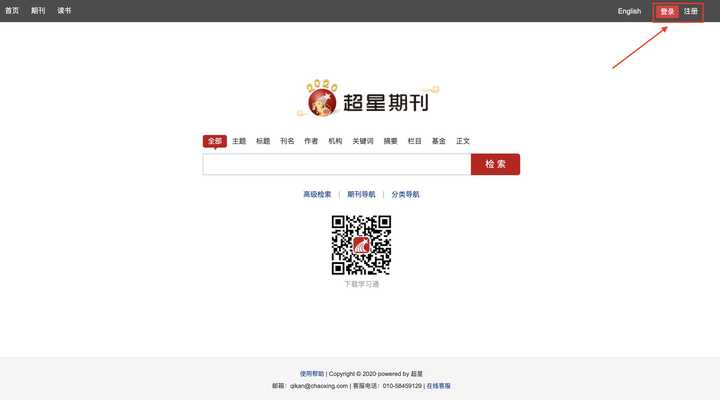 首页 期刊 读书 English 登录 注册
2020
超星期刊
全部 主题 标题 刊名 作者 机构 关键词 摘要 栏目 基金 正文
检 索
高级检索 | 期刊导航 | 分类导航
下载学习通
使用帮助 | Copyright © 2020 powered by 超星
邮箱：qikan@chaoxing.com | 客服电话：010-58459129 | 在线客服